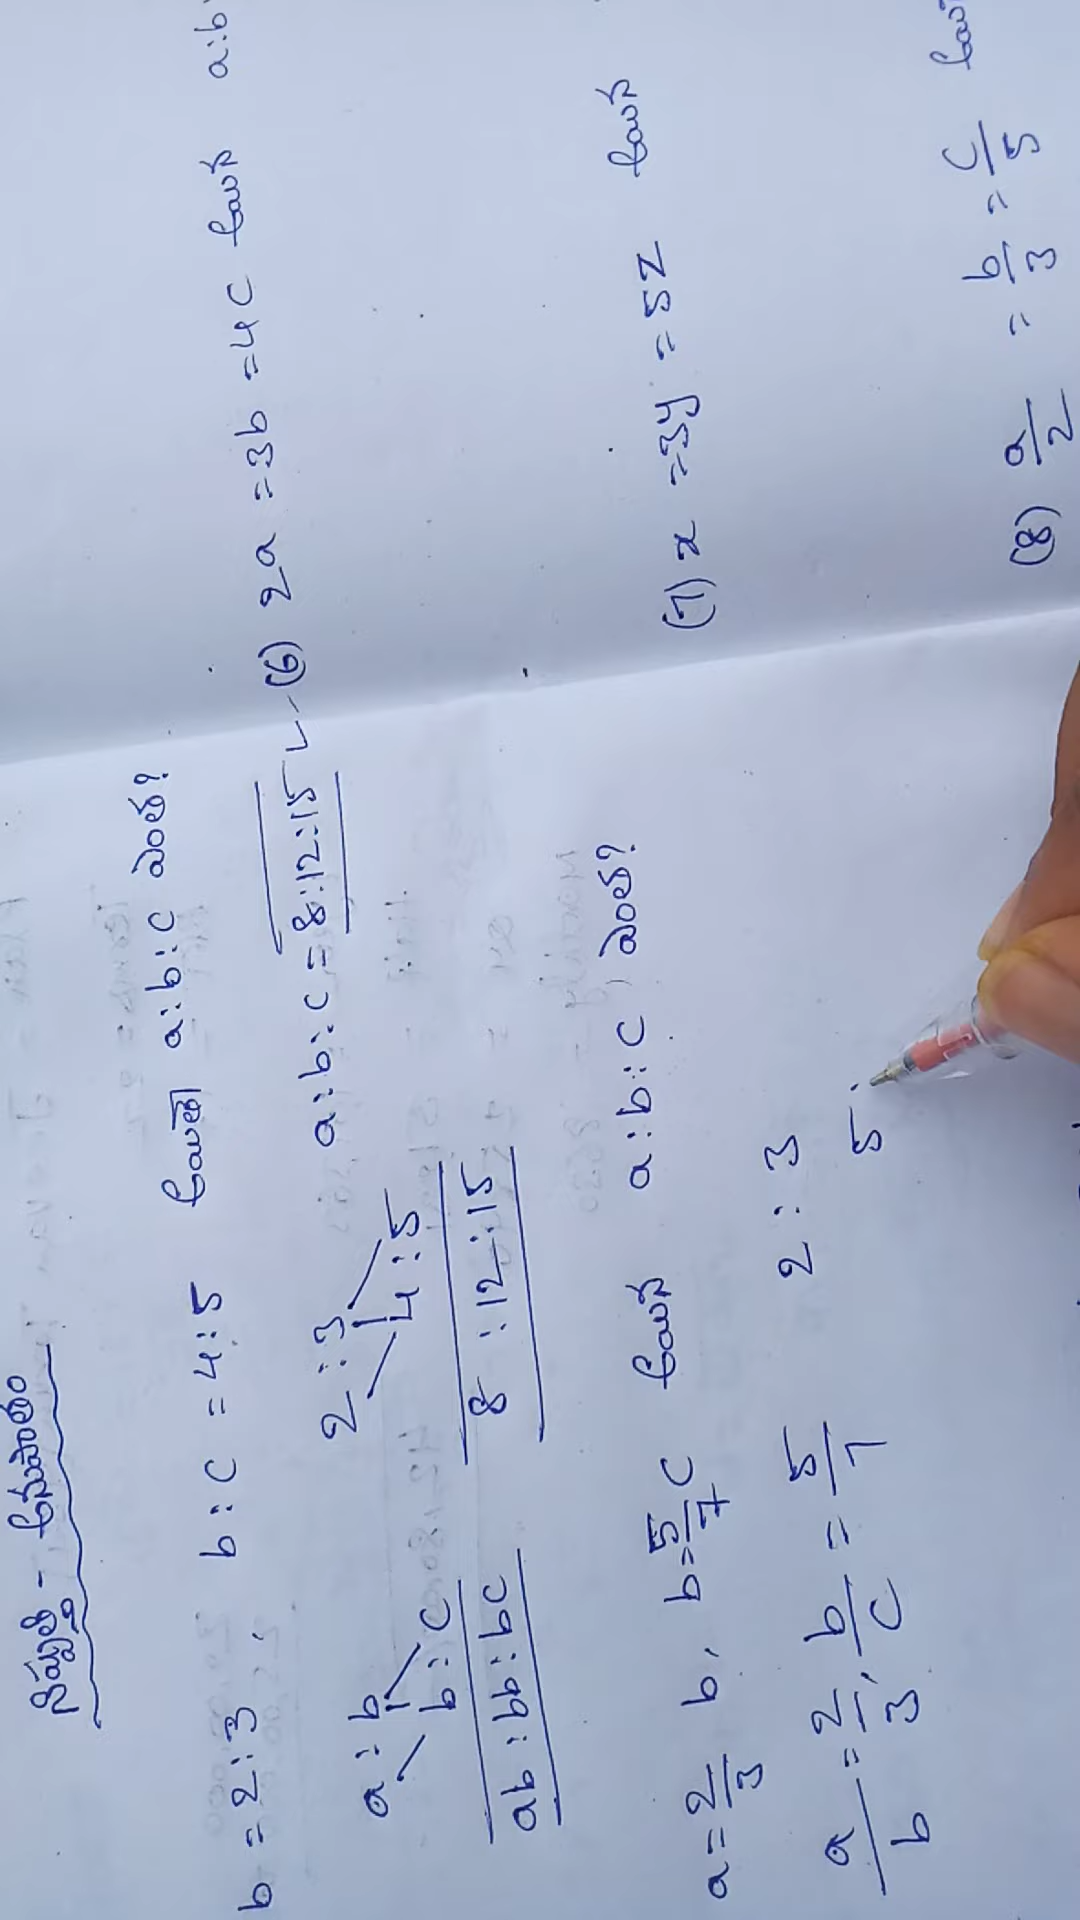 నిష్పత్తి - అనుపాతం
b = 2:3, b:c = 4:5 అయితే a:b:c ఎంత?
a:b 2:3 a:b:c = 8:12:15
b:c 4:5
ab : bb : bc 8 : 12 : 15
a = 2/3 b, b = 5/7 c అయిన a:b:c, ఎంత?
a/b = 2/3, b/c = 5/7 2 : 3
5 :
(6) 2a = 3b = 4c అయిన a:b
(7) x = 3y = 5z అయిన
(8) a/2 = b/3 = c/5